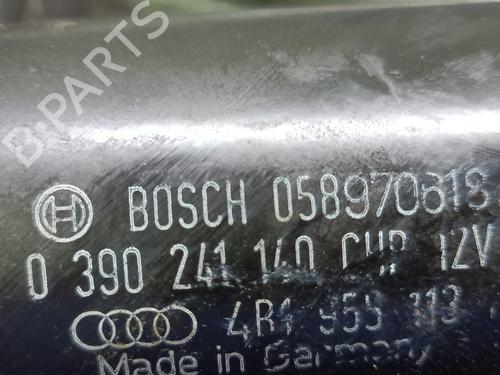 B-PARTS
BOSCH 058970618
0 390 241 140 CHP 12V
4B1 955 113
Made in Germany